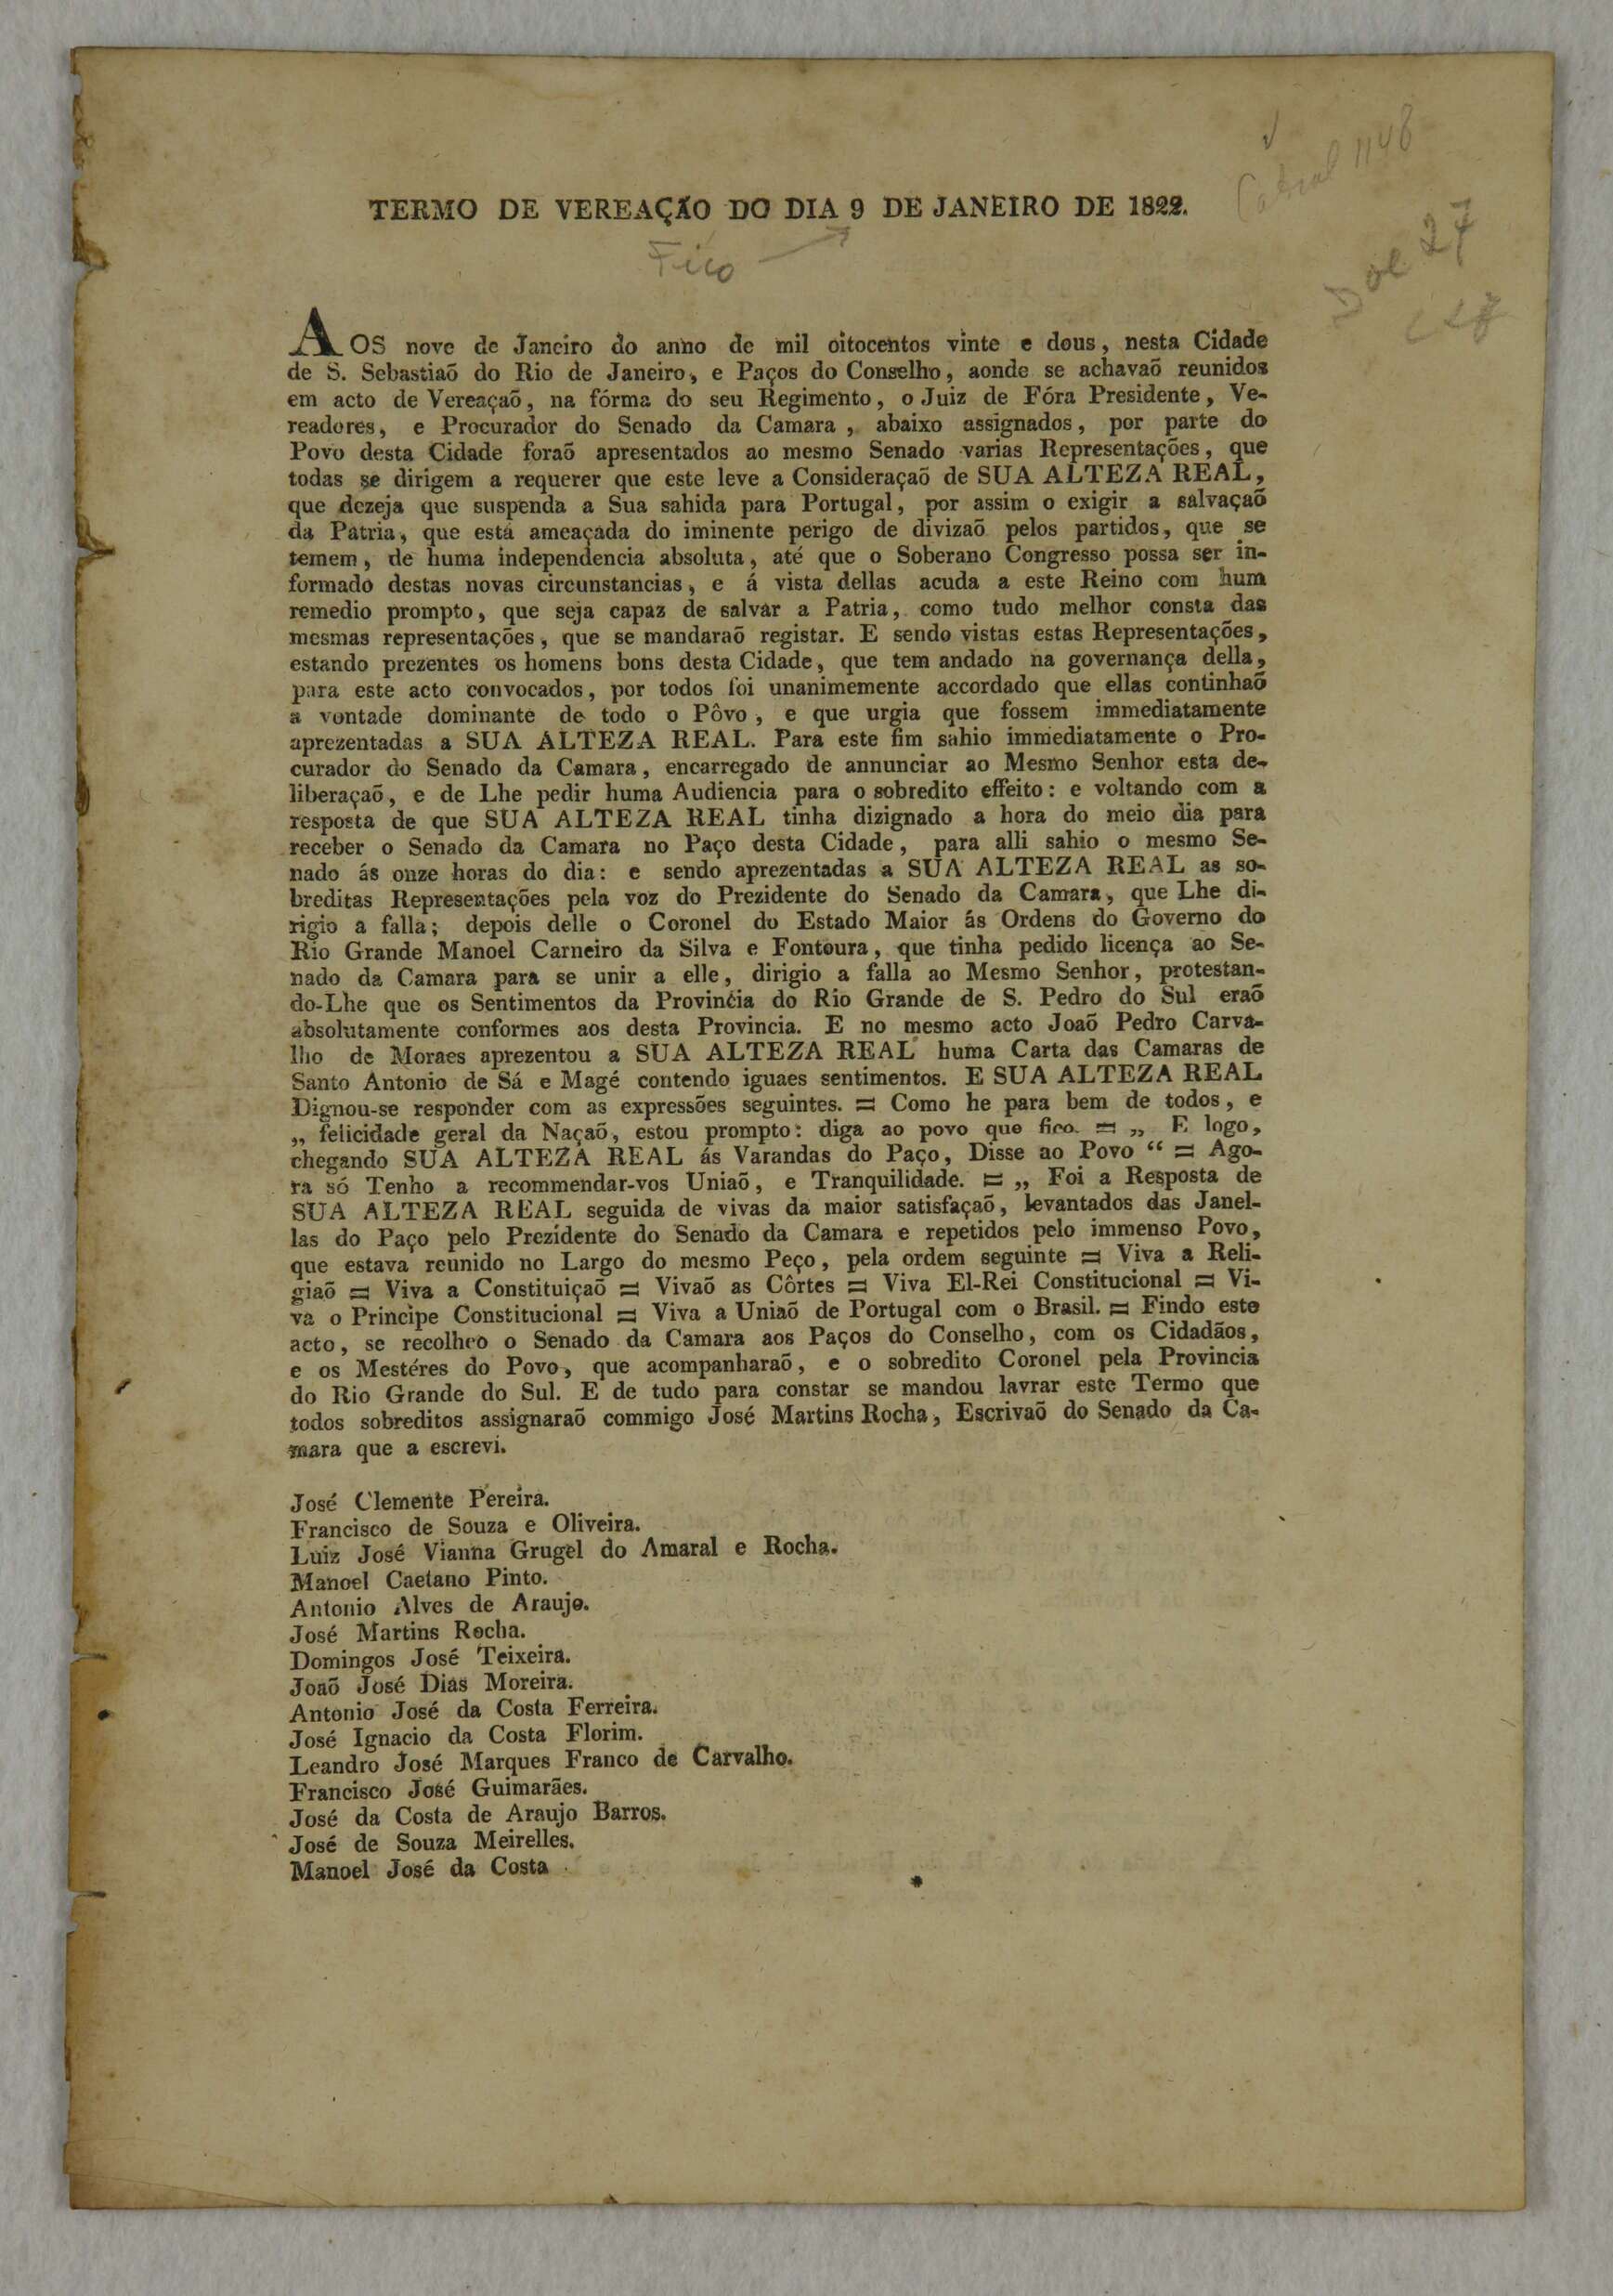 Cabral 1148
TERMO DE VEREAÇÃO DO DIA 9 DE JANEIRO DE 1822.
Fico
27
AOS nove de Janeiro do anno de mil oitocentos vinte e dous, nesta Cidade
de S. Sebastiaõ do Rio de Janeiro, e Paços do Conselho, aonde se achavaõ reunidos
em acto de Vereaçaõ, na fórma do seu Regimento, o Juiz de Fóra Presidente, Ve-
readores, e Procurador do Senado da Camara, abaixo assignados, por parte do
Povo desta Cidade foraõ apresentados ao mesmo Senado varias Representações, que
todas se dirigem a requerer que este leve a Consideraçaõ de SUA ALTEZA REAL,
que dezeja que suspenda a Sua sahida para Portugal, por assim o exigir a salvaçaõ
da Patria, que está ameaçada do iminente perigo de divizaõ pelos partidos, que se
temem, de huma independencia absoluta, até que o Soberano Congresso possa ser in-
formado destas novas circunstancias, e á vista dellas acuda a este Reino com hum
remedio prompto, que seja capaz de salvar a Patria, como tudo melhor consta das
mesmas representações, que se mandaraõ registar. E sendo vistas estas Representações,
estando prezentes os homens bons desta Cidade, que tem andado na governança della,
para este acto convocados, por todos foi unanimemente accordado que ellas continhaõ
a vontade dominante de todo o Pôvo, e que urgia que fossem immediatamente
aprezentadas a SUA ALTEZA REAL. Para este fim sahio immediatamente o Pro-
curador do Senado da Camara, encarregado de annunciar ao Mesmo Senhor esta de-
liberaçaõ, e de Lhe pedir huma Audiencia para o sobredito effeito: e voltando com a
resposta de que SUA ALTEZA REAL tinha dizignado a hora do meio dia para
receber o Senado da Camara no Paço desta Cidade, para alli sahio o mesmo Se-
nado ás onze horas do dia: e sendo aprezentadas a SUA ALTEZA REAL as so-
breditas Representações pela voz do Prezidente do Senado da Camara, que Lhe di-
rigio a falla; depois delle o Coronel do Estado Maior ás Ordens do Governo do
Rio Grande Manoel Carneiro da Silva e Fontoura, que tinha pedido licença ao Se-
nado da Camara para se unir a elle, dirigio a falla ao Mesmo Senhor, protestan-
do-Lhe que os Sentimentos da Provincia do Rio Grande de S. Pedro do Sul eraõ
absolutamente conformes aos desta Provincia. E no mesmo acto Joaõ Pedro Carva-
lho de Moraes aprezentou a SUA ALTEZA REAL huma Carta das Camaras de
Santo Antonio de Sá e Magé contendo iguaes sentimentos. E SUA ALTEZA REAL
Dignou-se responder com as expressões seguintes. = Como he para bem de todos, e
„ felicidade geral da Naçaõ, estou prompto: diga ao povo que fico. = „ E logo,
chegando SUA ALTEZA REAL ás Varandas do Paço, Disse ao Povo “ = Ago-
ra só Tenho a recommendar-vos Uniaõ, e Tranquilidade. = „ Foi a Resposta de
SUA ALTEZA REAL seguida de vivas da maior satisfaçaõ, levantados das Janel-
las do Paço pelo Prezidente do Senado da Camara e repetidos pelo immenso Povo,
que estava reunido no Largo do mesmo Peço, pela ordem seguinte = Viva a Reli-
giaõ = Viva a Constituiçaõ = Vivaõ as Côrtes = Viva El-Rei Constitucional = Vi-
va o Principe Constitucional = Viva a Uniaõ de Portugal com o Brasil. = Findo este
acto, se recolheo o Senado da Camara aos Paços do Conselho, com os Cidadãos,
e os Mestéres do Povo, que acompanharaõ, e o sobredito Coronel pela Provincia
do Rio Grande do Sul. E de tudo para constar se mandou lavrar este Termo que
todos sobreditos assignaraõ commigo José Martins Rocha, Escrivaõ do Senado da Ca-
mara que a escrevi.
José Clemente Pereira.
Francisco de Souza e Oliveira.
Luiz José Vianna Grugel do Amaral e Rocha.
Manoel Caetano Pinto.
Antonio Alves de Araujo.
José Martins Rocha.
Domingos José Teixeira.
Joaõ José Dias Moreira.
Antonio José da Costa Ferreira.
José Ignacio da Costa Florim.
Leandro José Marques Franco de Carvalho.
Francisco José Guimarães.
José da Costa de Araujo Barros.
José de Souza Meirelles.
Manoel José da Costa